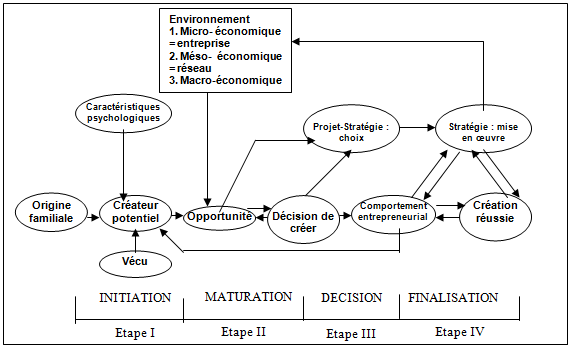 Environnement
1. Micro- économique
= entreprise
2. Méso- économique
= réseau
3. Macro-économique
Caractéristiques
psychologiques
Projet-Stratégie :
choix
Stratégie : mise
en œuvre
Origine
familiale
Créateur
potentiel
Opportunité
Décision de
créer
Comportement
entrepreneurial
Création
réussie
Vécu
INITIATION
MATURATION
DECISION
FINALISATION
Etape I
Etape II
Etape III
Etape IV